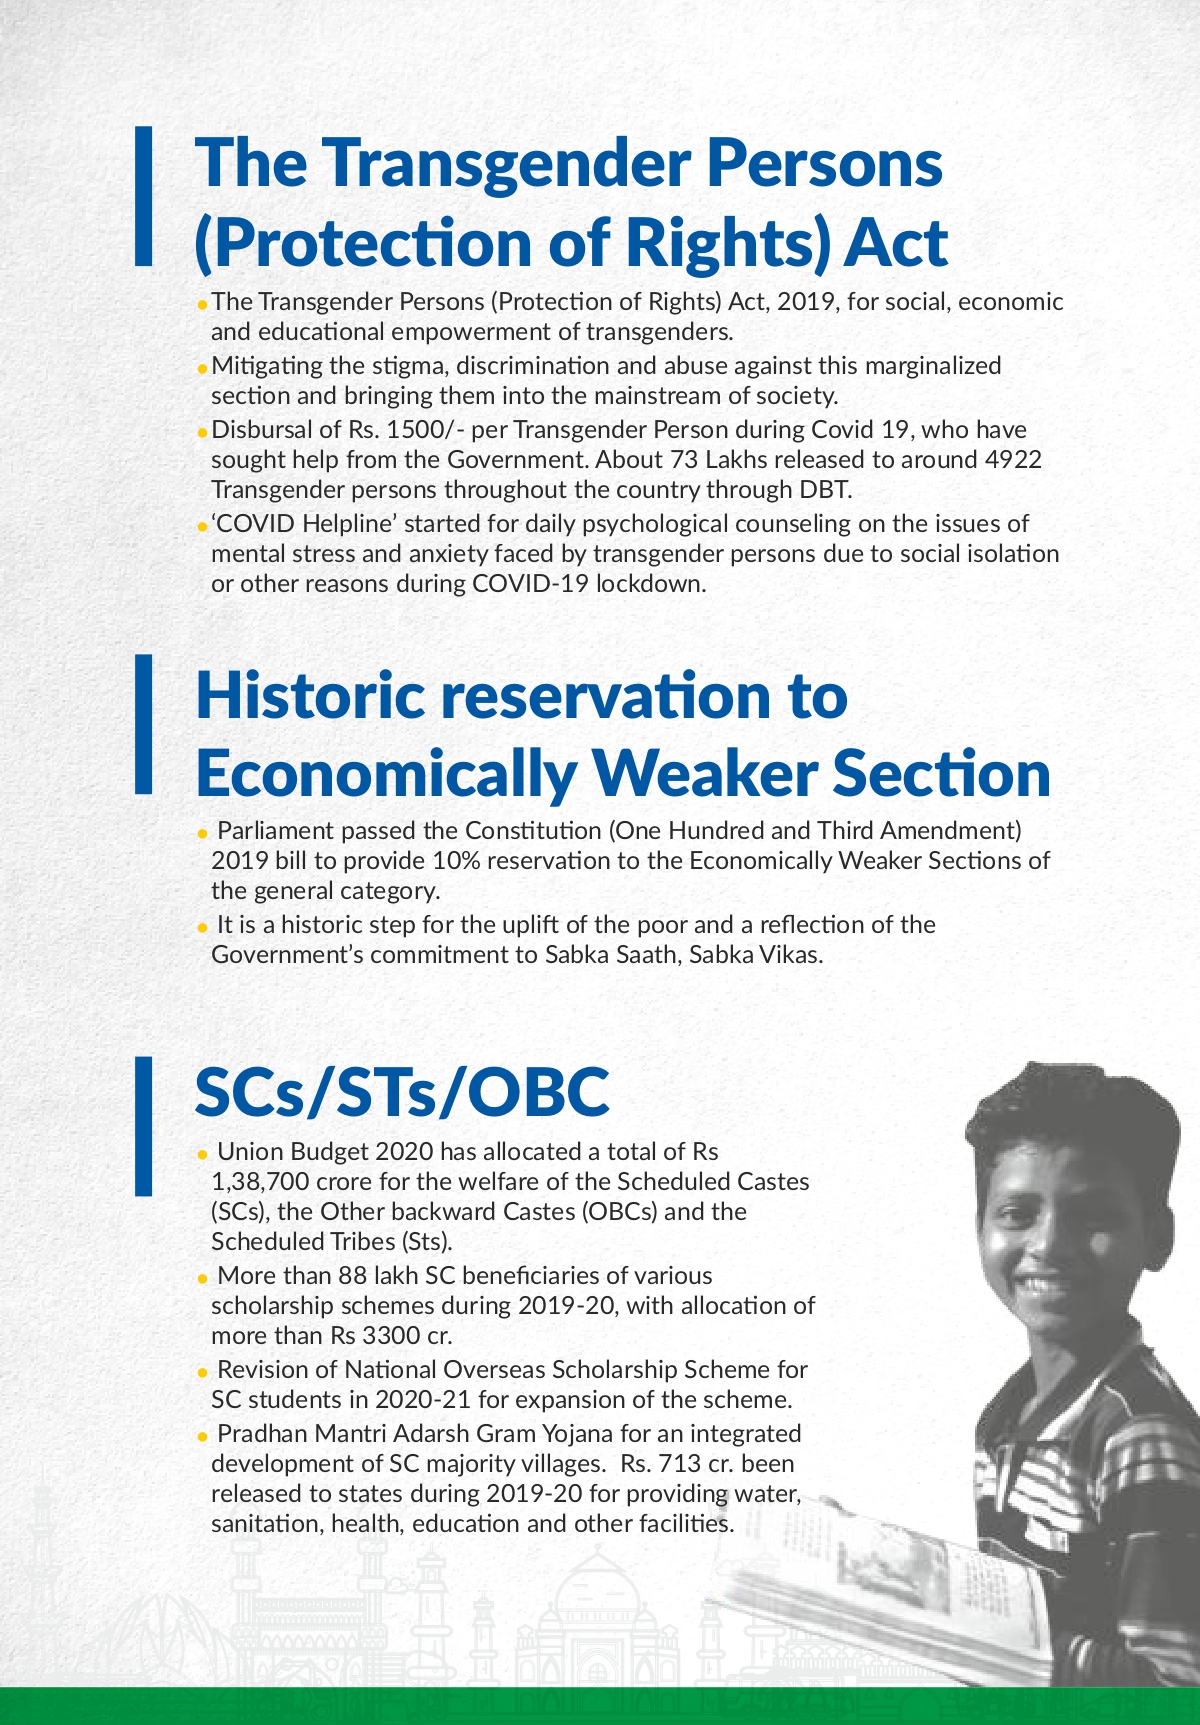 The Transgender Persons
(Protection of Rights) Act
•The Transgender Persons (Protection of Rights) Act, 2019, for social, economic
and educational empowerment of transgenders.
•Mitigating the stigma, discrimination and abuse against this marginalized
section and bringing them into the mainstream of society.
•Disbursal of Rs. 1500/- per Transgender Person during Covid 19, who have
sought help from the Government. About 73 Lakhs released to around 4922
Transgender persons throughout the country through DBT.
•‘COVID Helpline’ started for daily psychological counseling on the issues of
mental stress and anxiety faced by transgender persons due to social isolation
or other reasons during COVID-19 lockdown.
Historic reservation to
Economically Weaker Section
• Parliament passed the Constitution (One Hundred and Third Amendment)
2019 bill to provide 10% reservation to the Economically Weaker Sections of
the general category.
• It is a historic step for the uplift of the poor and a reflection of the
Government’s commitment to Sabka Saath, Sabka Vikas.
SCs/STs/OBC
• Union Budget 2020 has allocated a total of Rs
1,38,700 crore for the welfare of the Scheduled Castes
(SCs), the Other backward Castes (OBCs) and the
Scheduled Tribes (Sts).
• More than 88 lakh SC beneficiaries of various
scholarship schemes during 2019-20, with allocation of
more than Rs 3300 cr.
• Revision of National Overseas Scholarship Scheme for
SC students in 2020-21 for expansion of the scheme.
• Pradhan Mantri Adarsh Gram Yojana for an integrated
development of SC majority villages.  Rs. 713 cr. been
released to states during 2019-20 for providing water,
sanitation, health, education and other facilities.